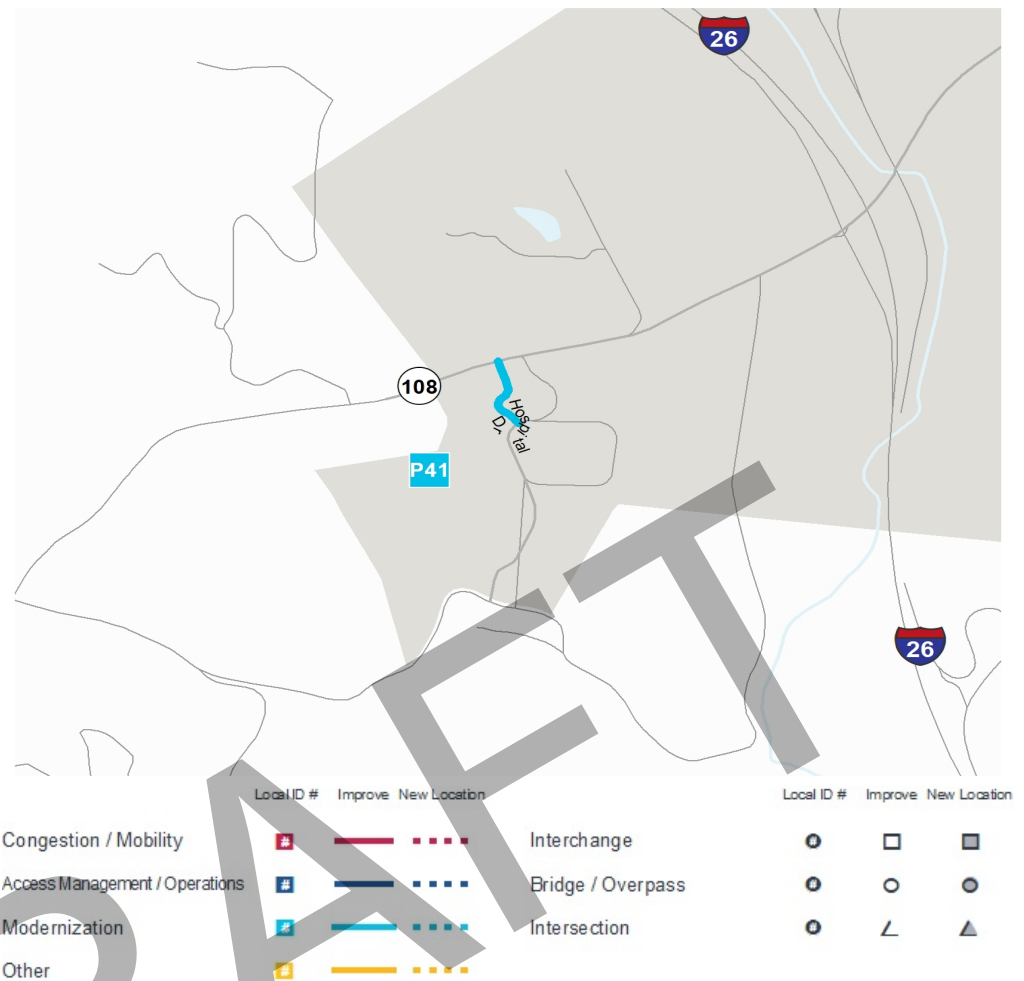 26
108
Hospital
Dr
P41
26
Local ID # Improve New Location Local ID # Improve New Location
Congestion / Mobility # Interchange #
Access Management / Operations # Bridge / Overpass #
Modernization # Intersection #
Other #
RAFT